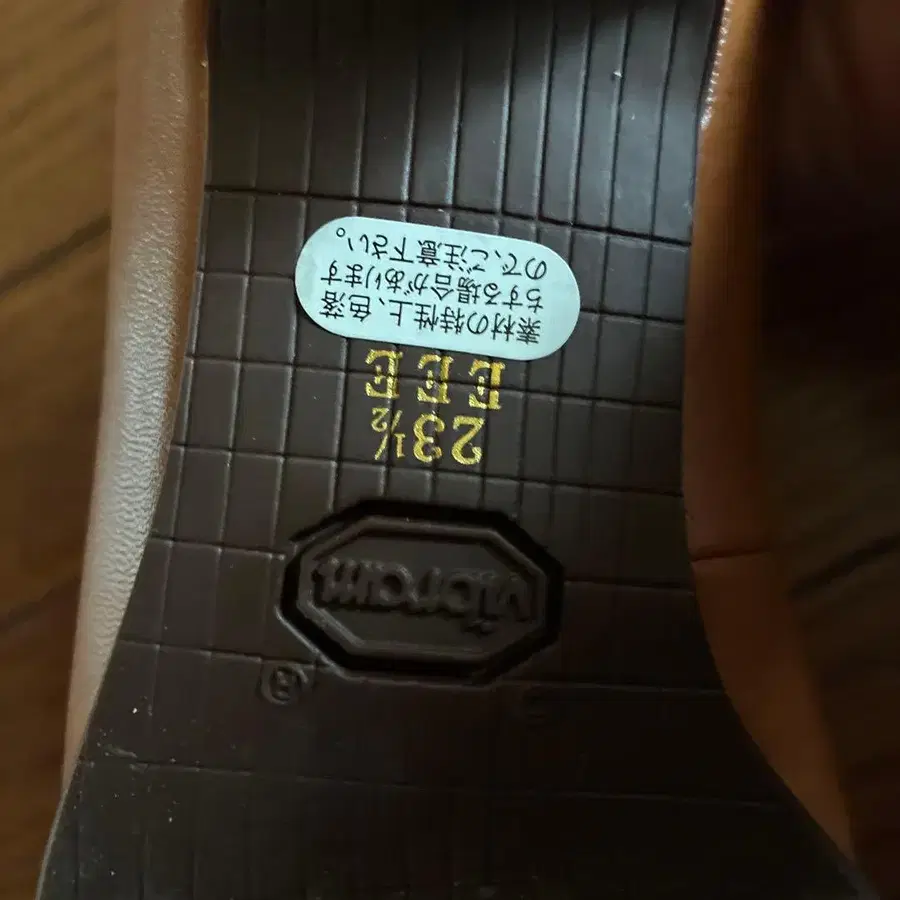 vibram
®
23½
EEE
素材の特性上、色落
ちする場合があります
ので、ご注意下さい。